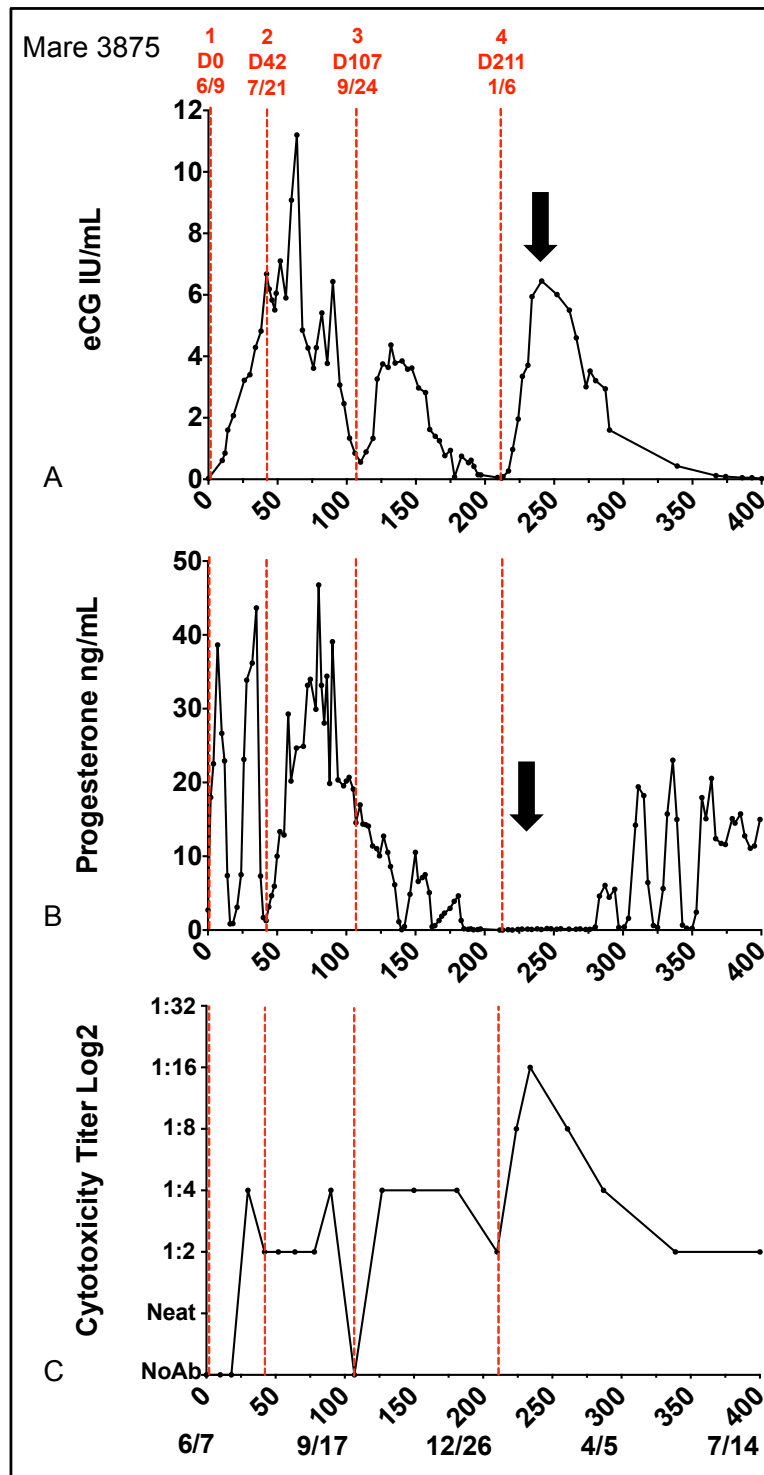 Mare 3875
1 2 3 4
D0 D42 D107 D211
6/9 7/21 9/24 1/6
12
10
8
6
4
2
0
eCG IU/mL
A
0 50 100 150 200 250 300 350 400
50
40
30
20
10
0
Progesterone ng/mL
B
0 50 100 150 200 250 300 350 400
1:32
1:16
1:8
1:4
1:2
Neat
NoAb
Cytotoxicity Titer Log2
C
0 50 100 150 200 250 300 350 400
6/7 9/17 12/26 4/5 7/14